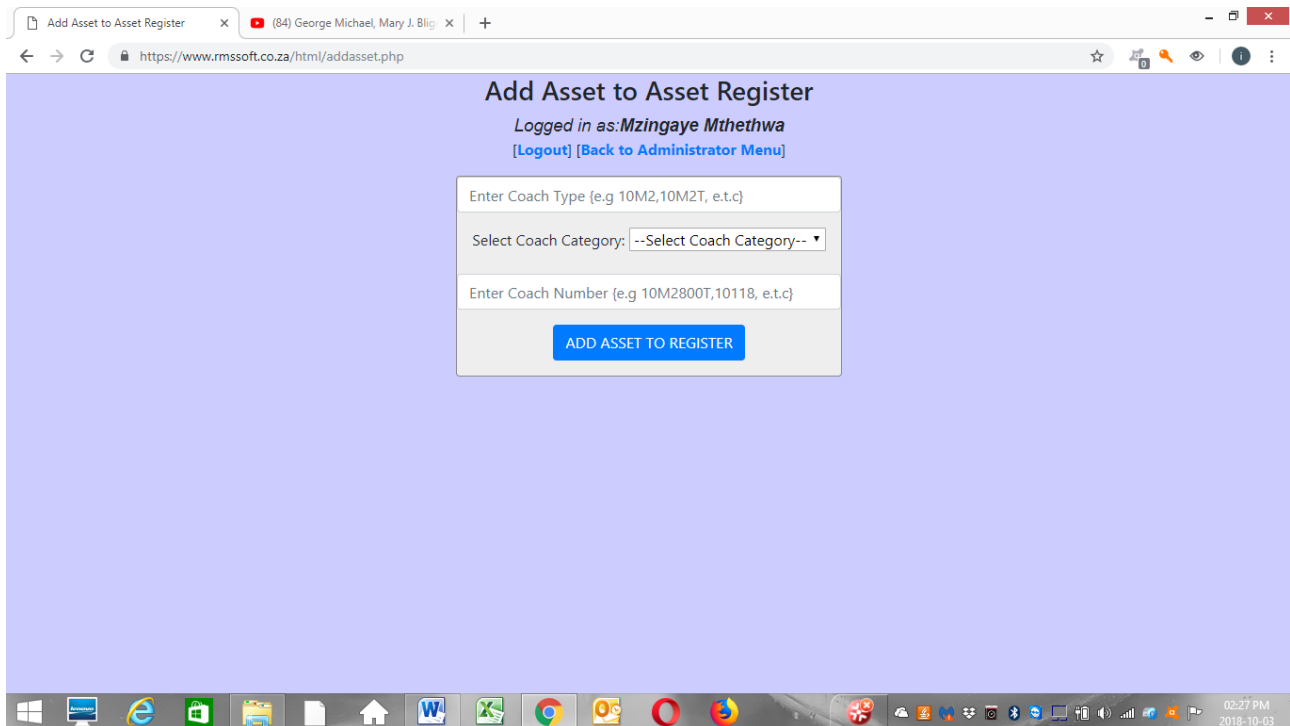 Add Asset to Asset Register
(84) George Michael, Mary J. Blig
https://www.rmssoft.co.za/html/addasset.php
0
i
Add Asset to Asset Register
Logged in as:Mzingaye Mthethwa
[Logout] [Back to Administrator Menu]
Enter Coach Type {e.g 10M2,10M2T, e.t.c}
Select Coach Category: --Select Coach Category--
Enter Coach Number {e.g 10M2800T,10118, e.t.c}
ADD ASSET TO REGISTER
02:27 PM
2018-10-03